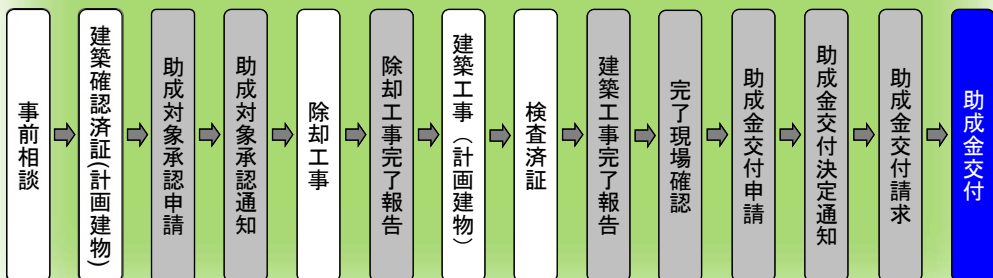 事前相談
建築確認済証(計画建物)
助成対象承認申請
助成対象承認通知
除却工事
除却工事完了報告
建築工事（計画建物）
検査済証
建築工事完了報告
完了現場確認
助成金交付申請
助成金交付決定通知
助成金交付請求
助成金交付